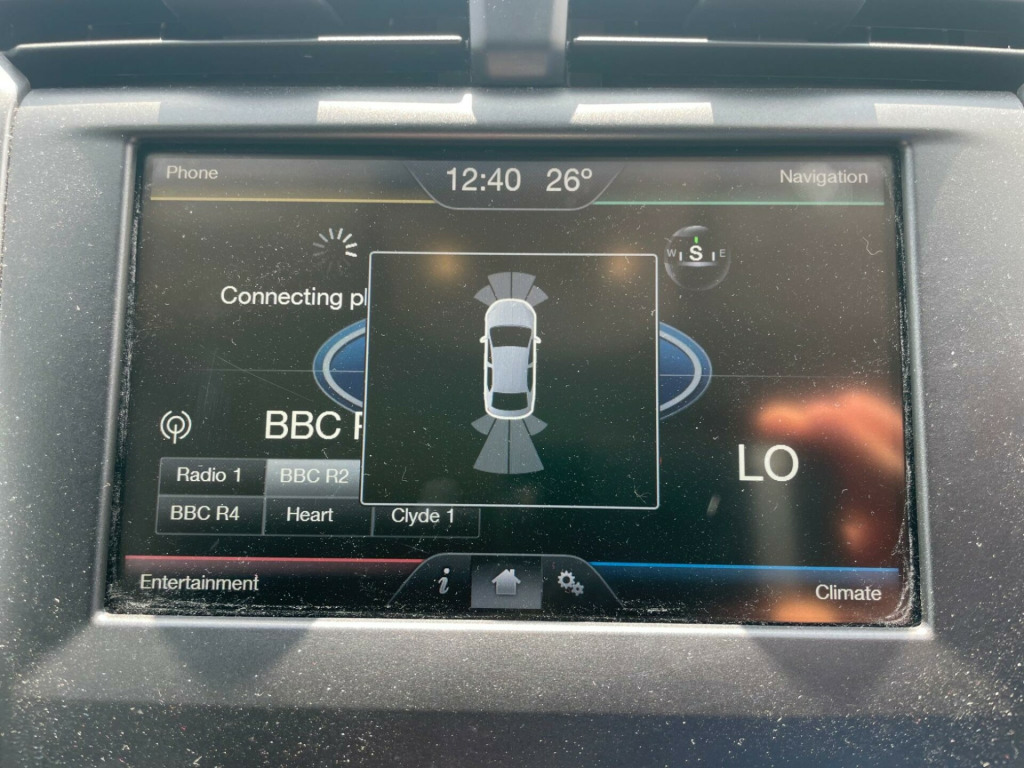 Phone
12:40 26°
Navigation
W S E
Connecting
BBC
LO
Radio 1 BBC R2
BBC R4 Heart Clyde 1
i
Entertainment
Climate